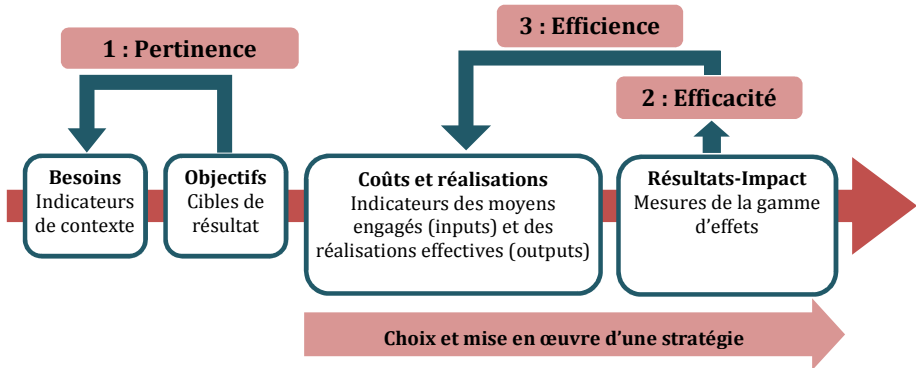 3 : Efficience
1 : Pertinence
2 : Efficacité
Besoins
Indicateurs
de contexte
Objectifs
Cibles de
résultat
Coûts et réalisations
Indicateurs des moyens
engagés (inputs) et des
réalisations effectives (outputs)
Résultats-Impact
Mesures de la gamme
d’effets
Choix et mise en œuvre d’une stratégie